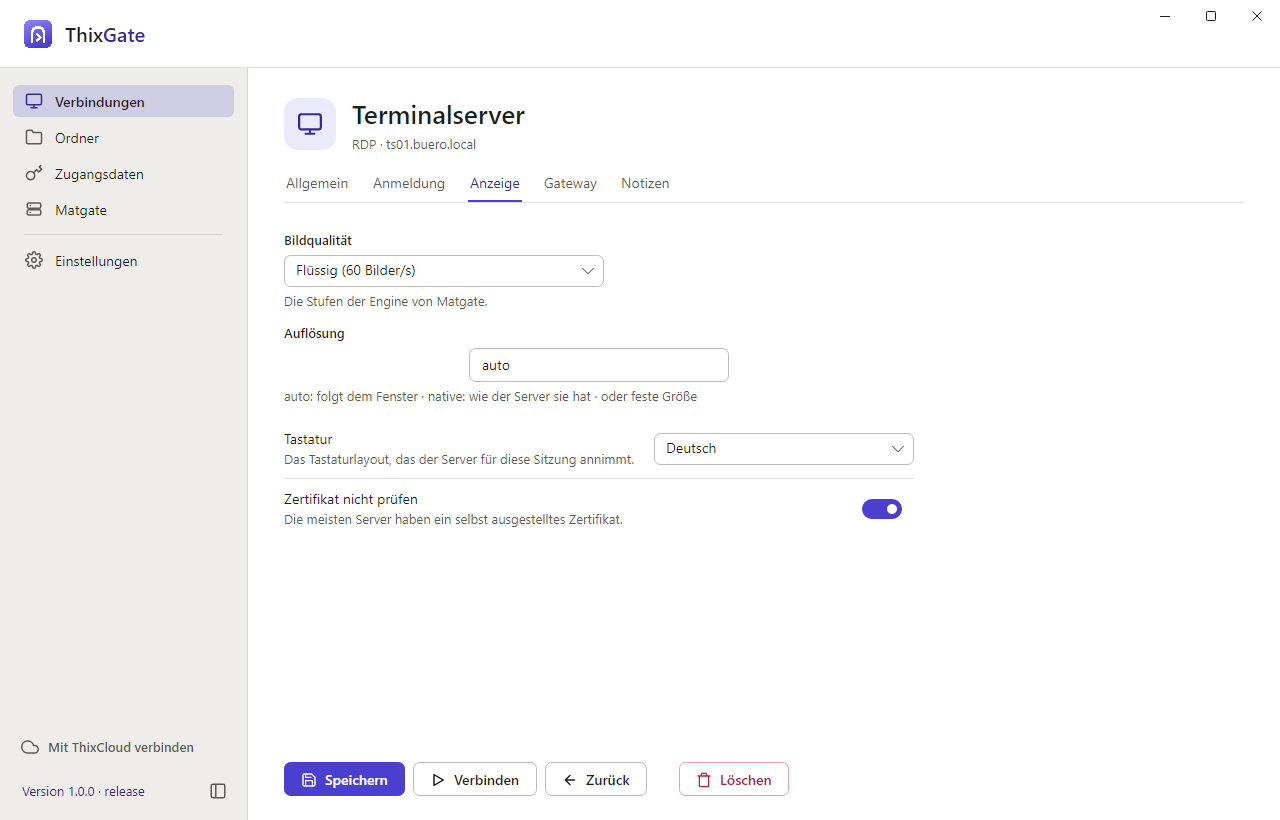 ThixGate
Verbindungen
Ordner
Zugangsdaten
Matgate
Einstellungen
Mit ThixCloud verbinden
Version 1.0.0 · release
Terminalserver
RDP · ts01.buero.local
Allgemein
Anmeldung
Anzeige
Gateway
Notizen
Bildqualität
Flüssig (60 Bilder/s)
Die Stufen der Engine von Matgate.
Auflösung
auto
auto: folgt dem Fenster · native: wie der Server sie hat · oder feste Größe
Tastatur
Das Tastaturlayout, das der Server für diese Sitzung annimmt.
Deutsch
Zertifikat nicht prüfen
Die meisten Server haben ein selbst ausgestelltes Zertifikat.
Speichern
Verbinden
Zurück
Löschen